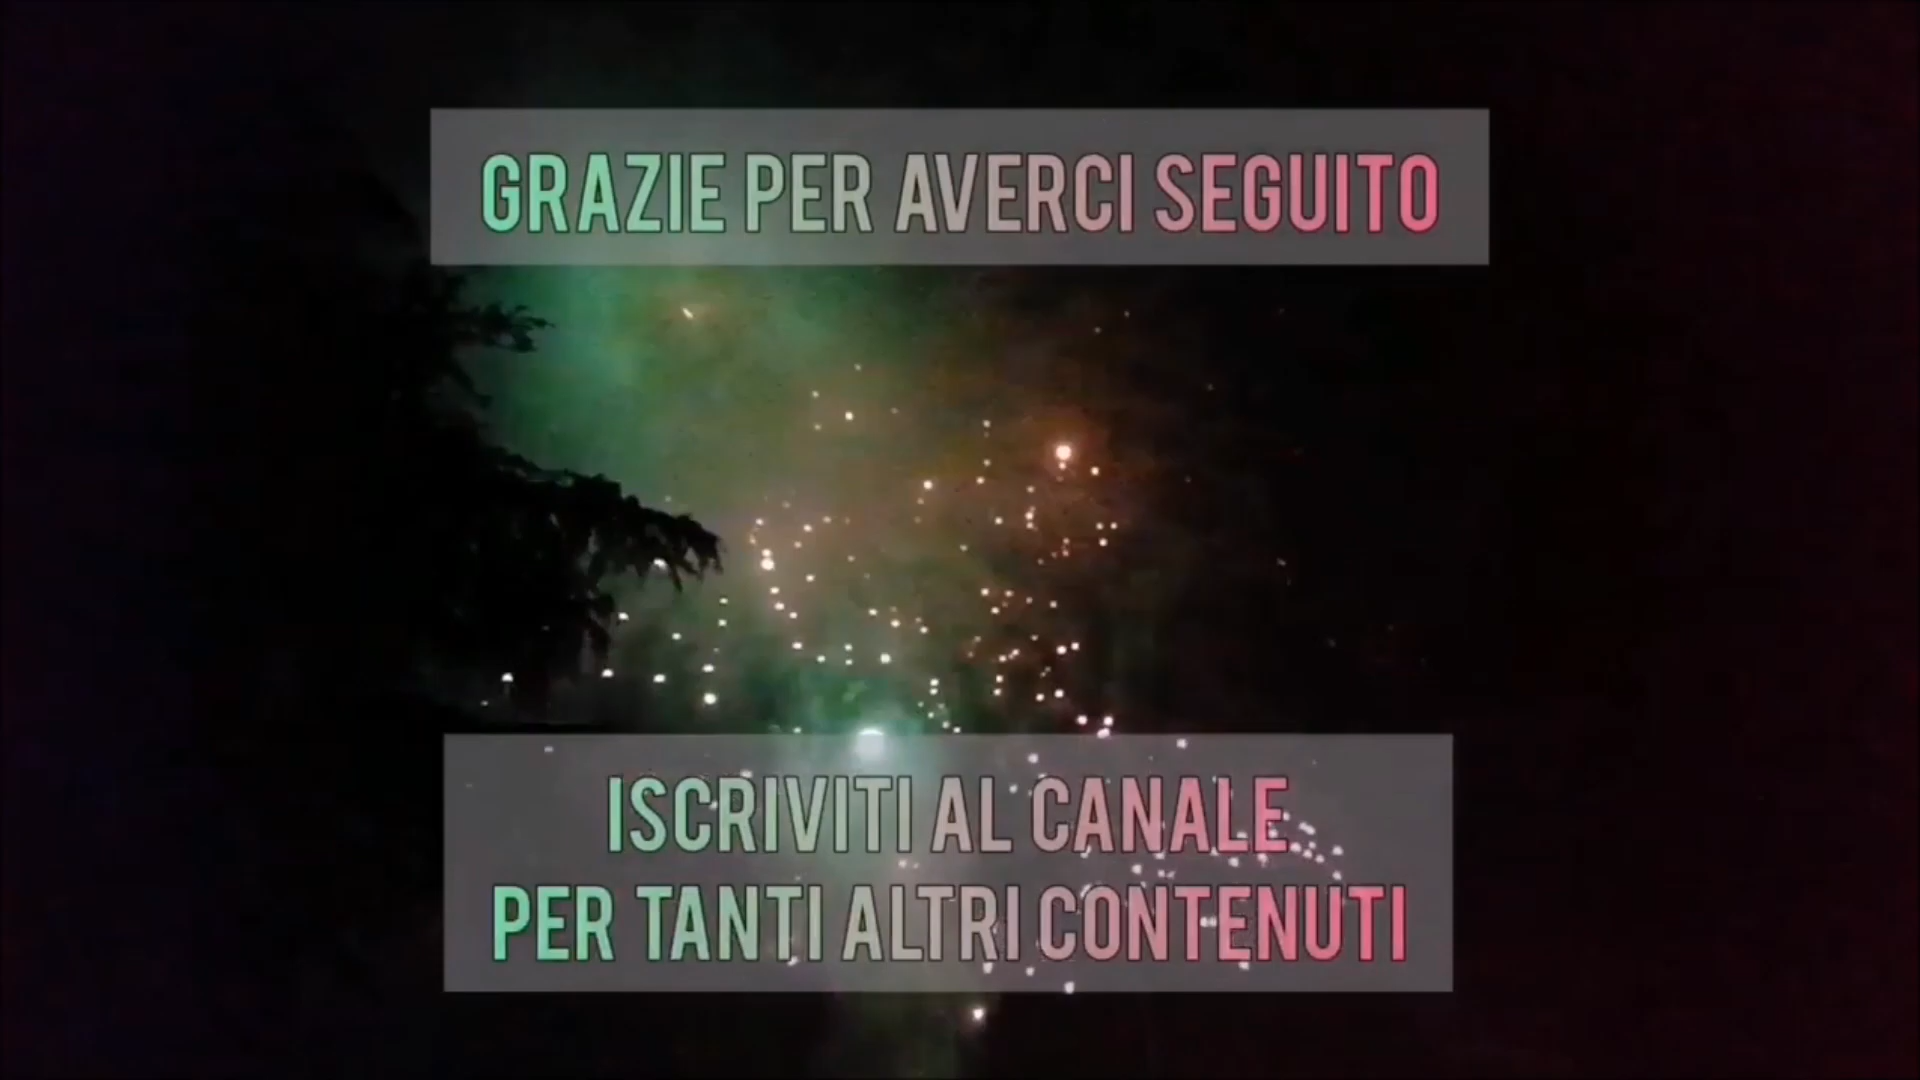 GRAZIE PER AVERCI SEGUITO
ISCRIVITI AL CANALE
PER TANTI ALTRI CONTENUTI